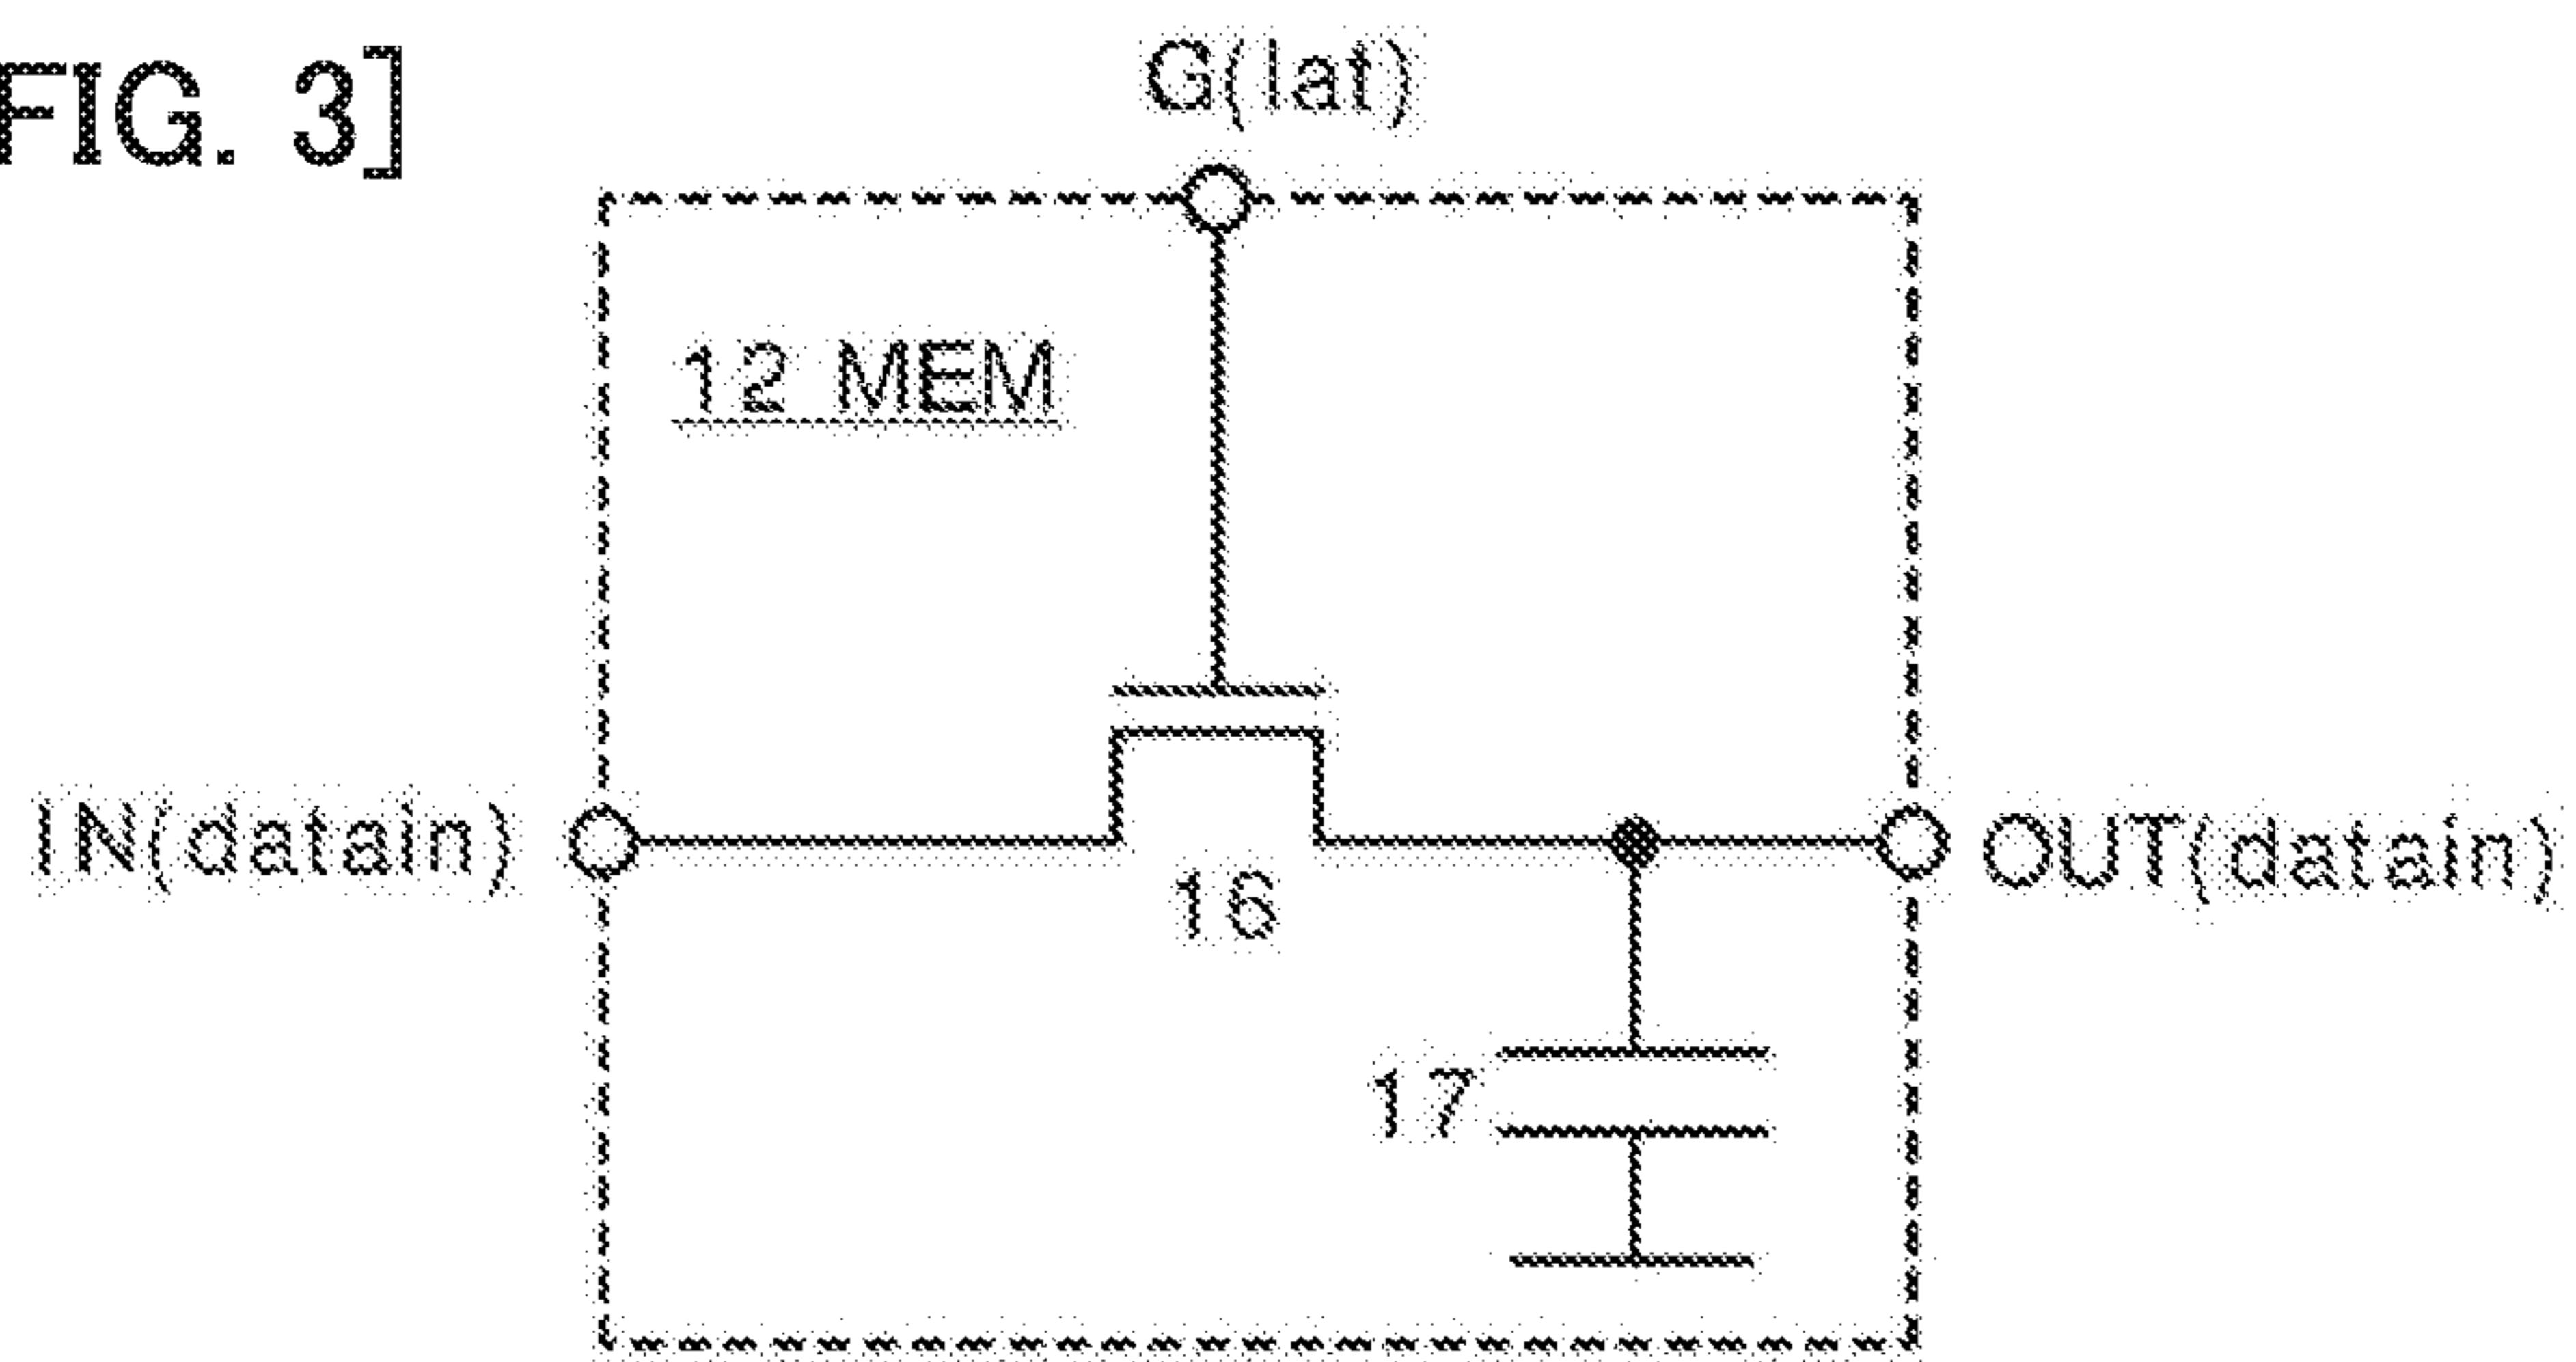 FIG. 3]
G(lat)
12 MEM
IN(datain)
OUT(datain)
16
17